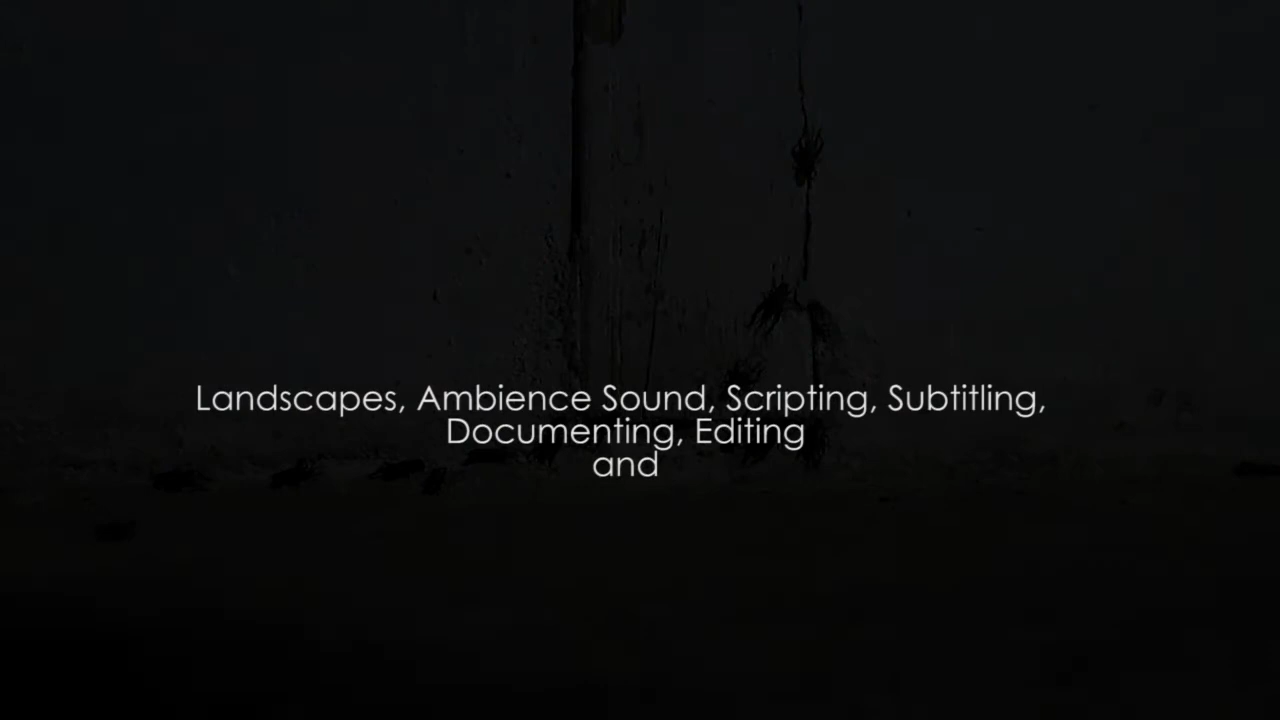 Landscapes, Ambience Sound, Scripting, Subtitling,
Documenting, Editing
and